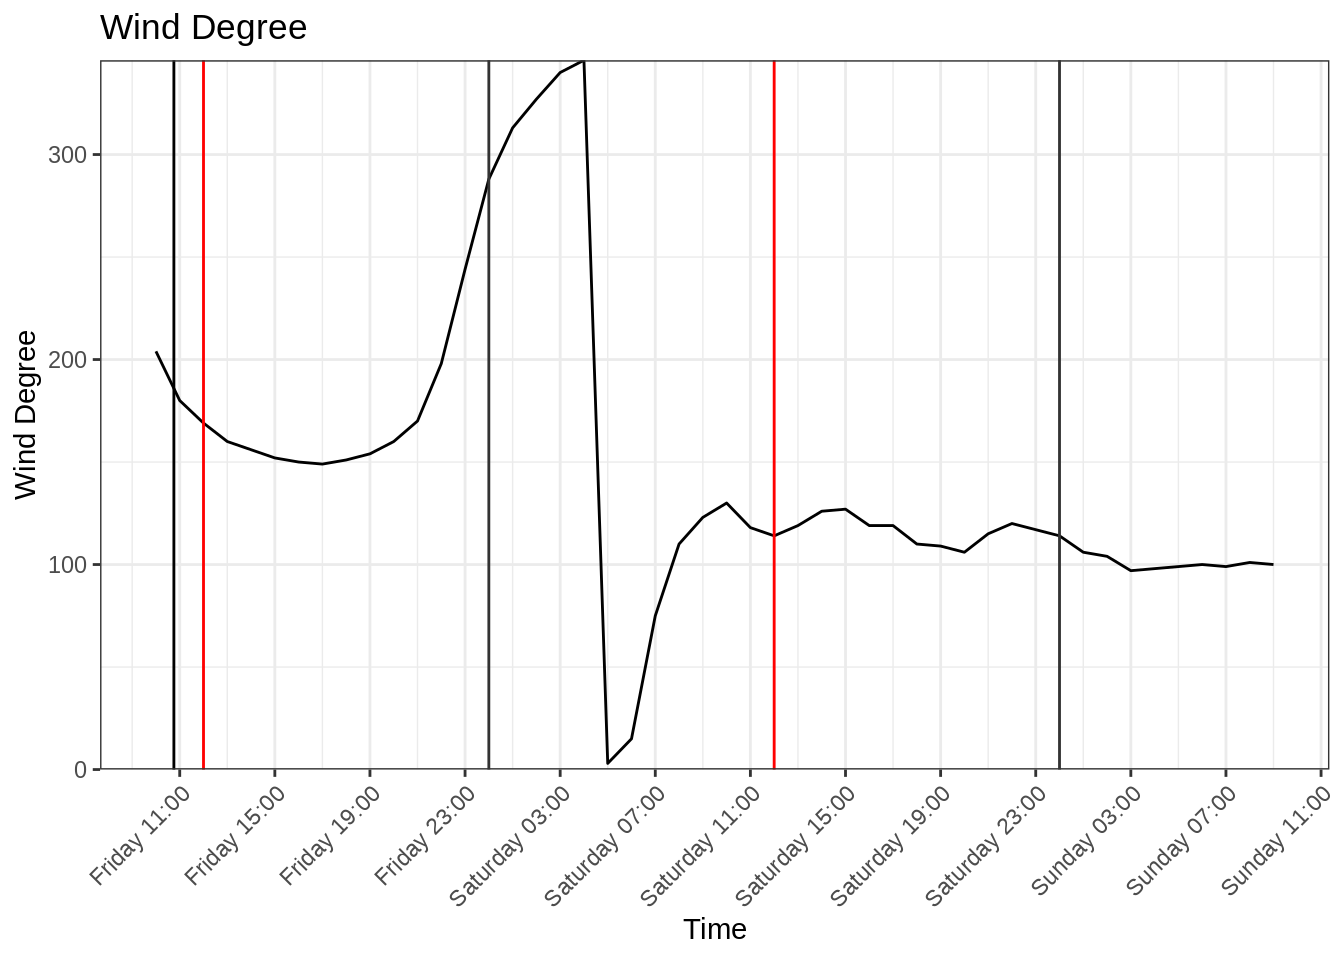 Wind Degree
Wind Degree
300
200
100
0
Friday 11:00
Friday 15:00
Friday 19:00
Friday 23:00
Saturday 03:00
Saturday 07:00
Saturday 11:00
Saturday 15:00
Saturday 19:00
Saturday 23:00
Sunday 03:00
Sunday 07:00
Sunday 11:00
Time